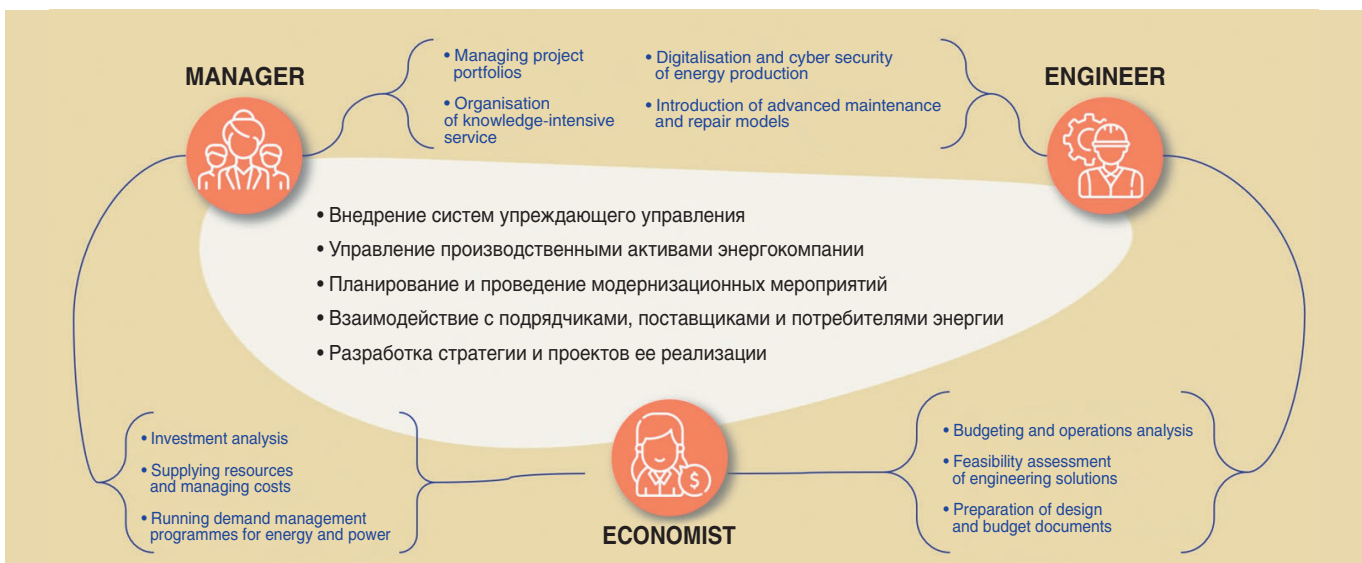 MANAGER
• Managing project
portfolios
• Organisation
of knowledge-intensive
service
• Digitalisation and cyber security
of energy production
• Introduction of advanced maintenance
and repair models
ENGINEER
• Внедрение систем упреждающего управления
• Управление производственными активами энергокомпании
• Планирование и проведение модернизационных мероприятий
• Взаимодействие с подрядчиками, поставщиками и потребителями энергии
• Разработка стратегии и проектов ее реализации
• Investment analysis
• Supplying resources
and managing costs
• Running demand management
programmes for energy and power
$
ECONOMIST
• Budgeting and operations analysis
• Feasibility assessment
of engineering solutions
• Preparation of design
and budget documents